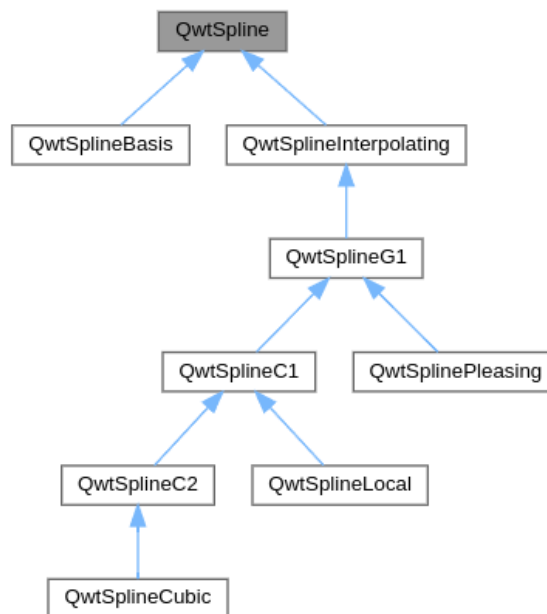 QwtSpline
QwtSplineBasis
QwtSplineInterpolating
QwtSplineG1
QwtSplineC1
QwtSplinePleasing
QwtSplineC2
QwtSplineLocal
QwtSplineCubic